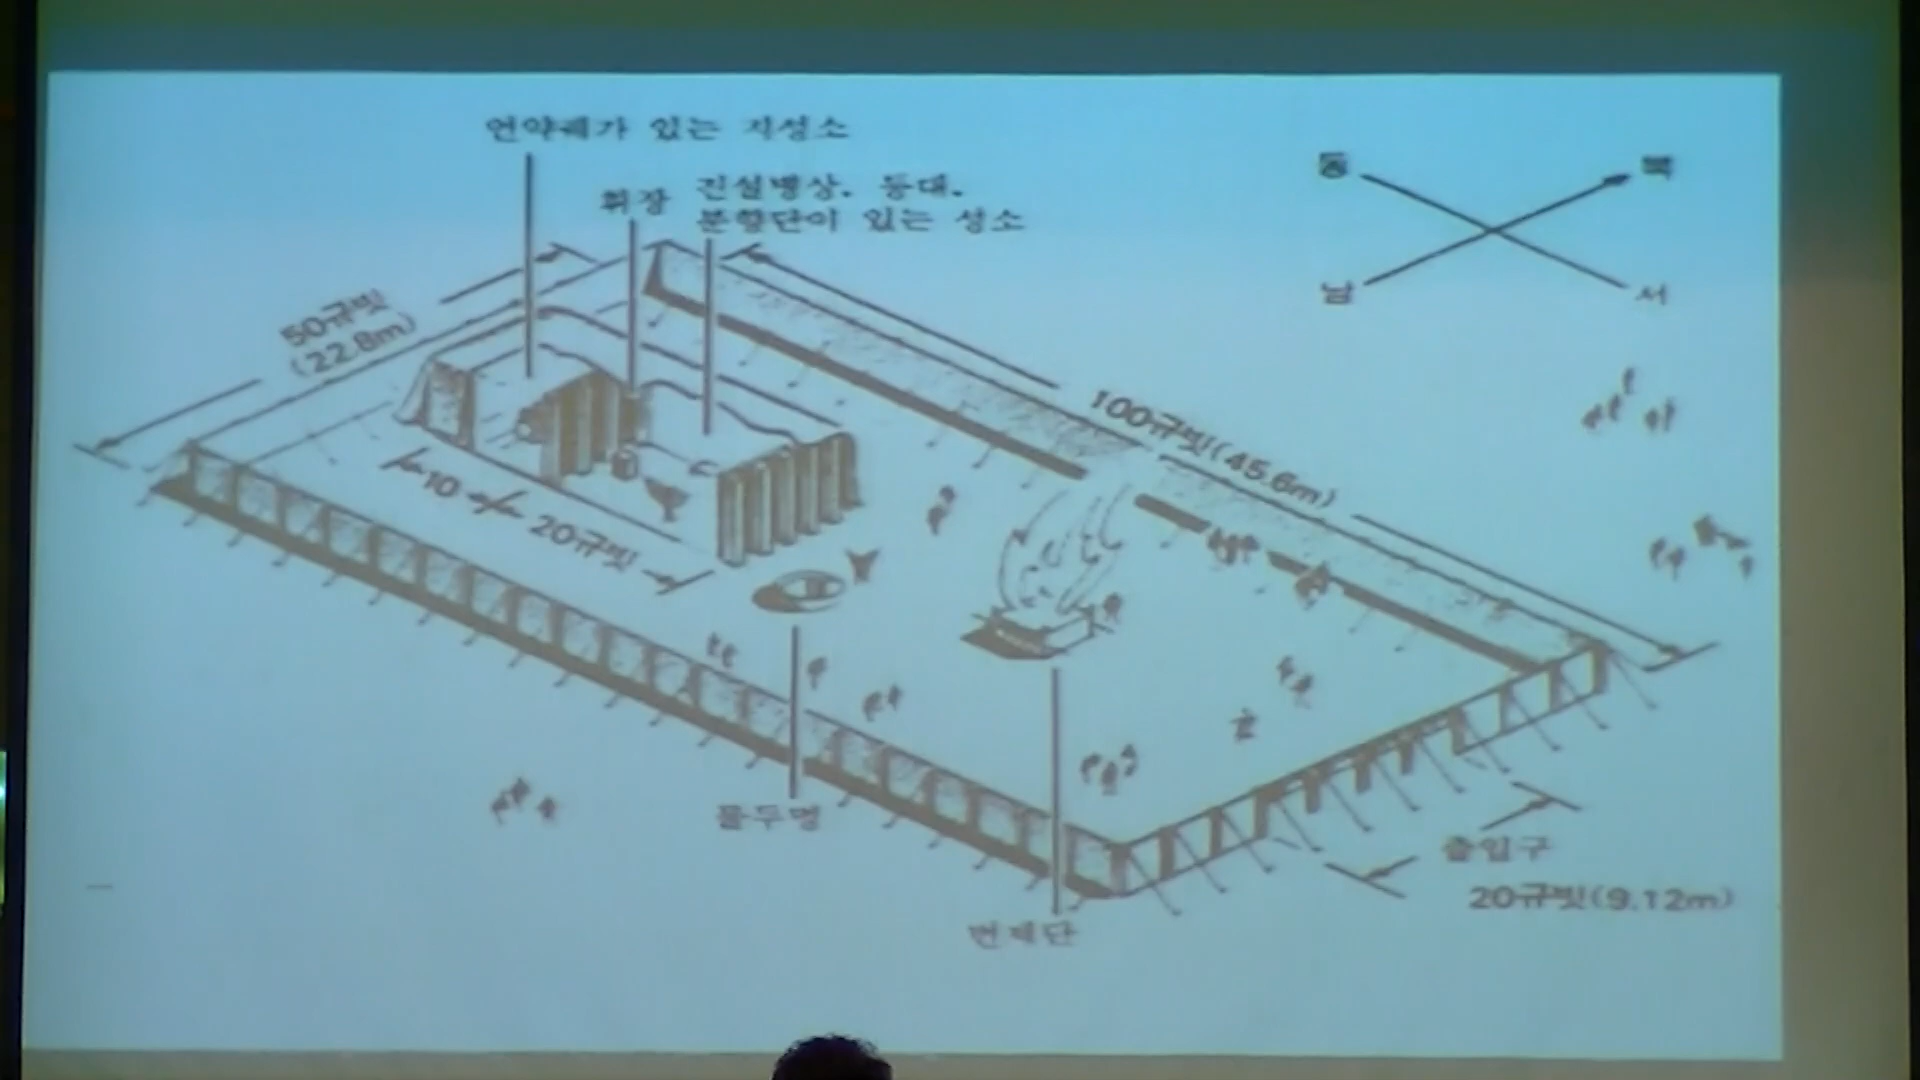 언약궤가 있는 지성소
휘장
진설병상. 등대.
분향단이 있는 성소
동
북
남
서
50규빗
(22.8m)
100규빗(45.6m)
10
20규빗
물두멍
번제단
출입구
20규빗(9.12m)